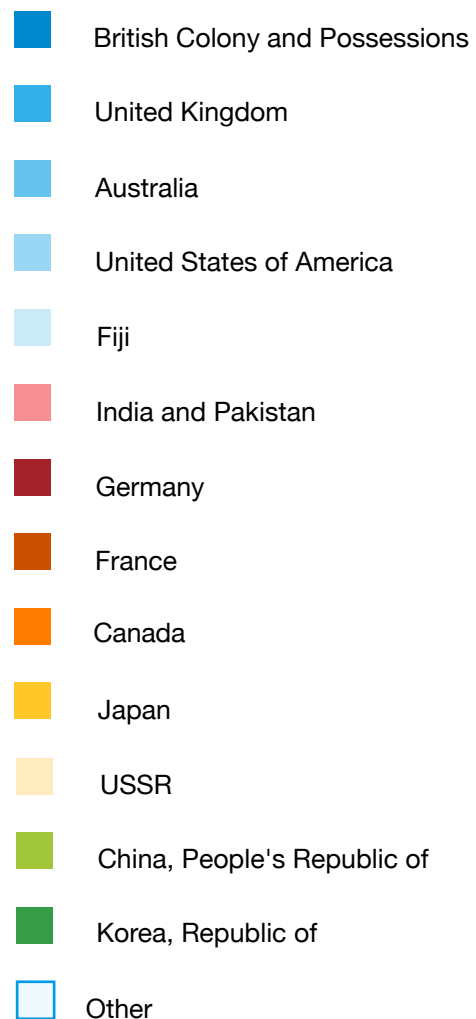 British Colony and Possessions
United Kingdom
Australia
United States of America
Fiji
India and Pakistan
Germany
France
Canada
Japan
USSR
China, People's Republic of
Korea, Republic of
Other